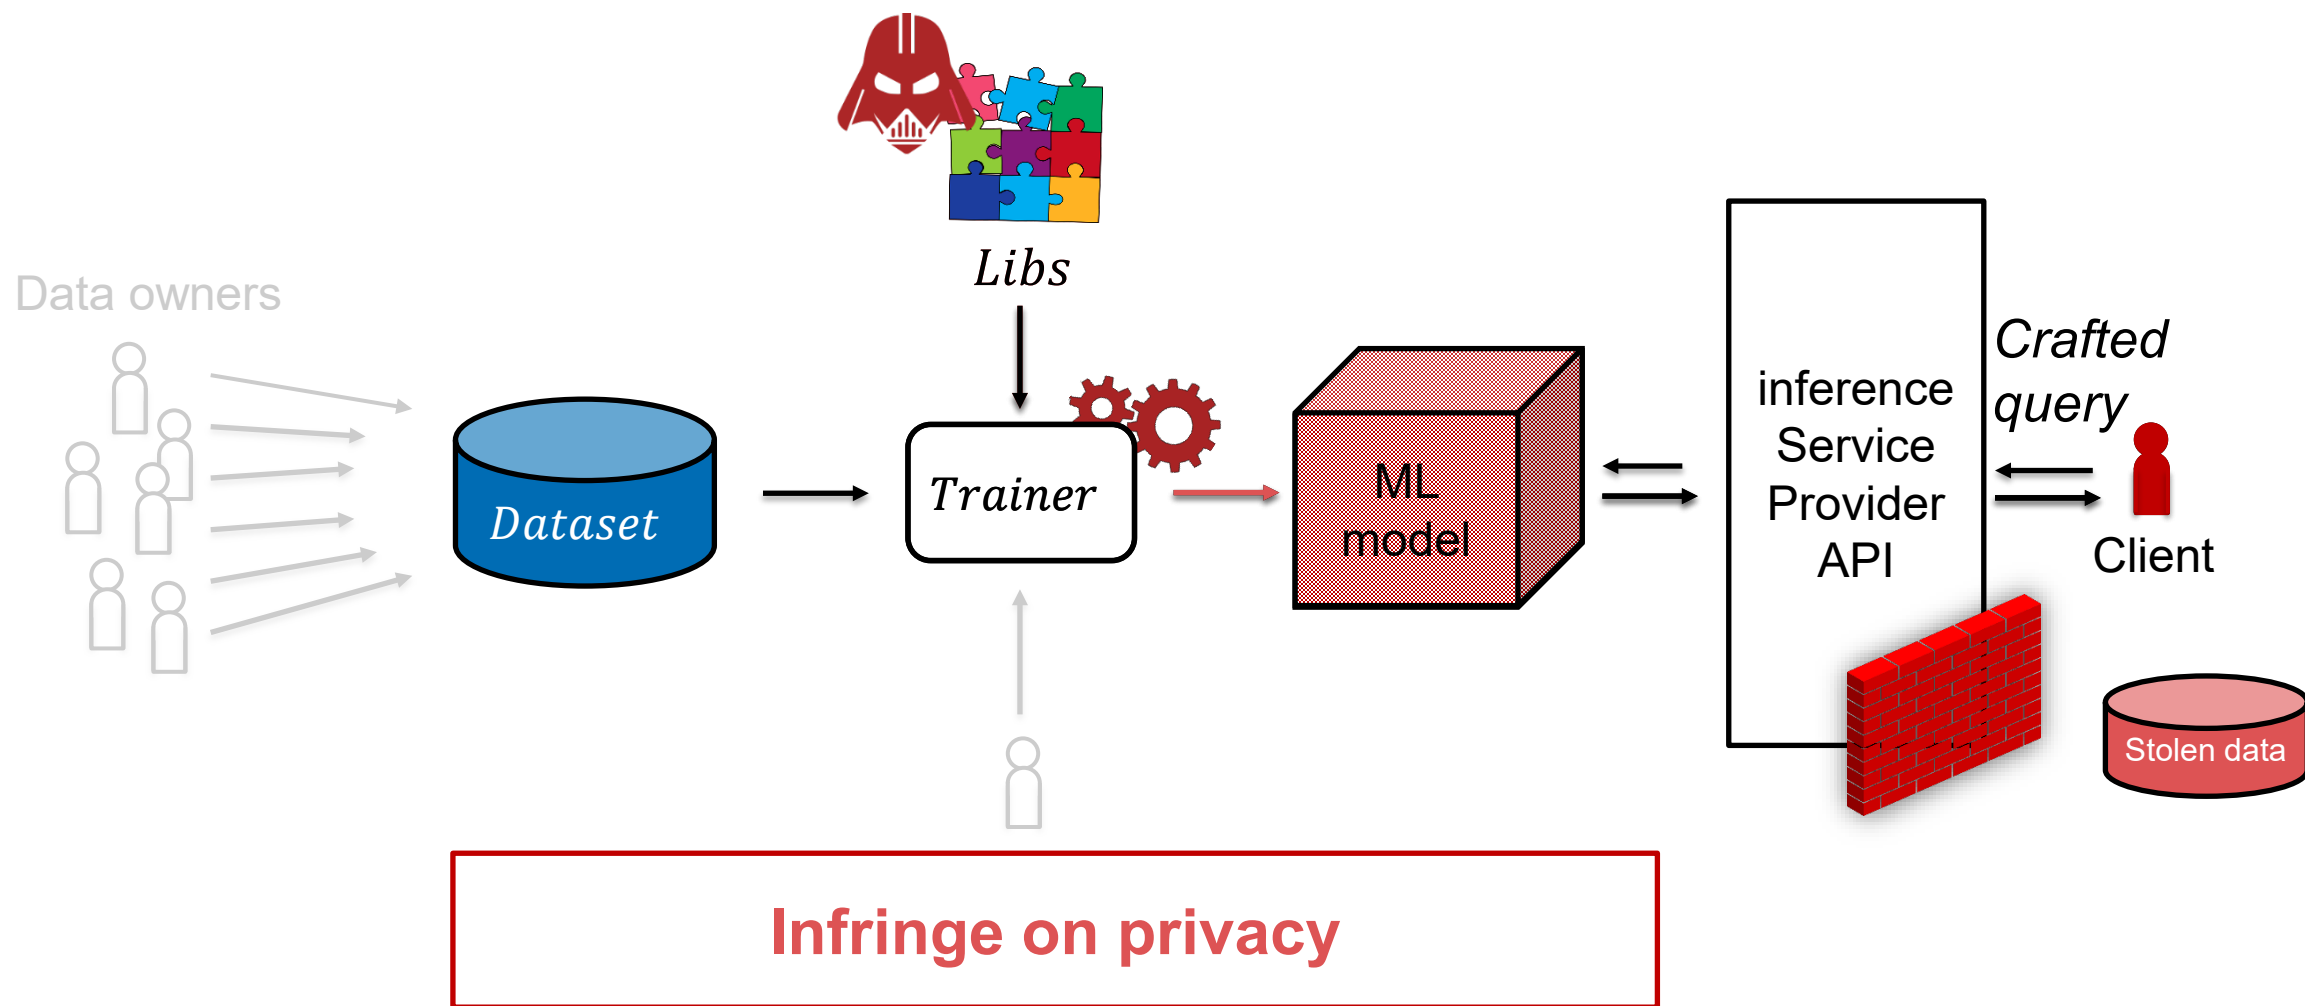 Libs
Data owners
Dataset
Trainer
ML
model
inference
Service
Provider
API
Crafted
query
Client
Stolen data
Infringe on privacy